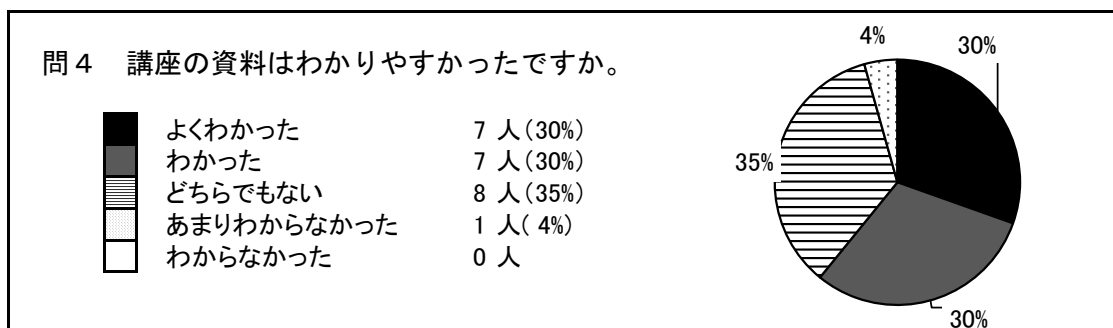 問４　講座の資料はわかりやすかったですか。
よくわかった　7 人（30%）
わかった　7 人（30%）
どちらでもない　8 人（35%）
あまりわからなかった　1 人（ 4%）
わからなかった　0 人
4%
30%
35%
30%